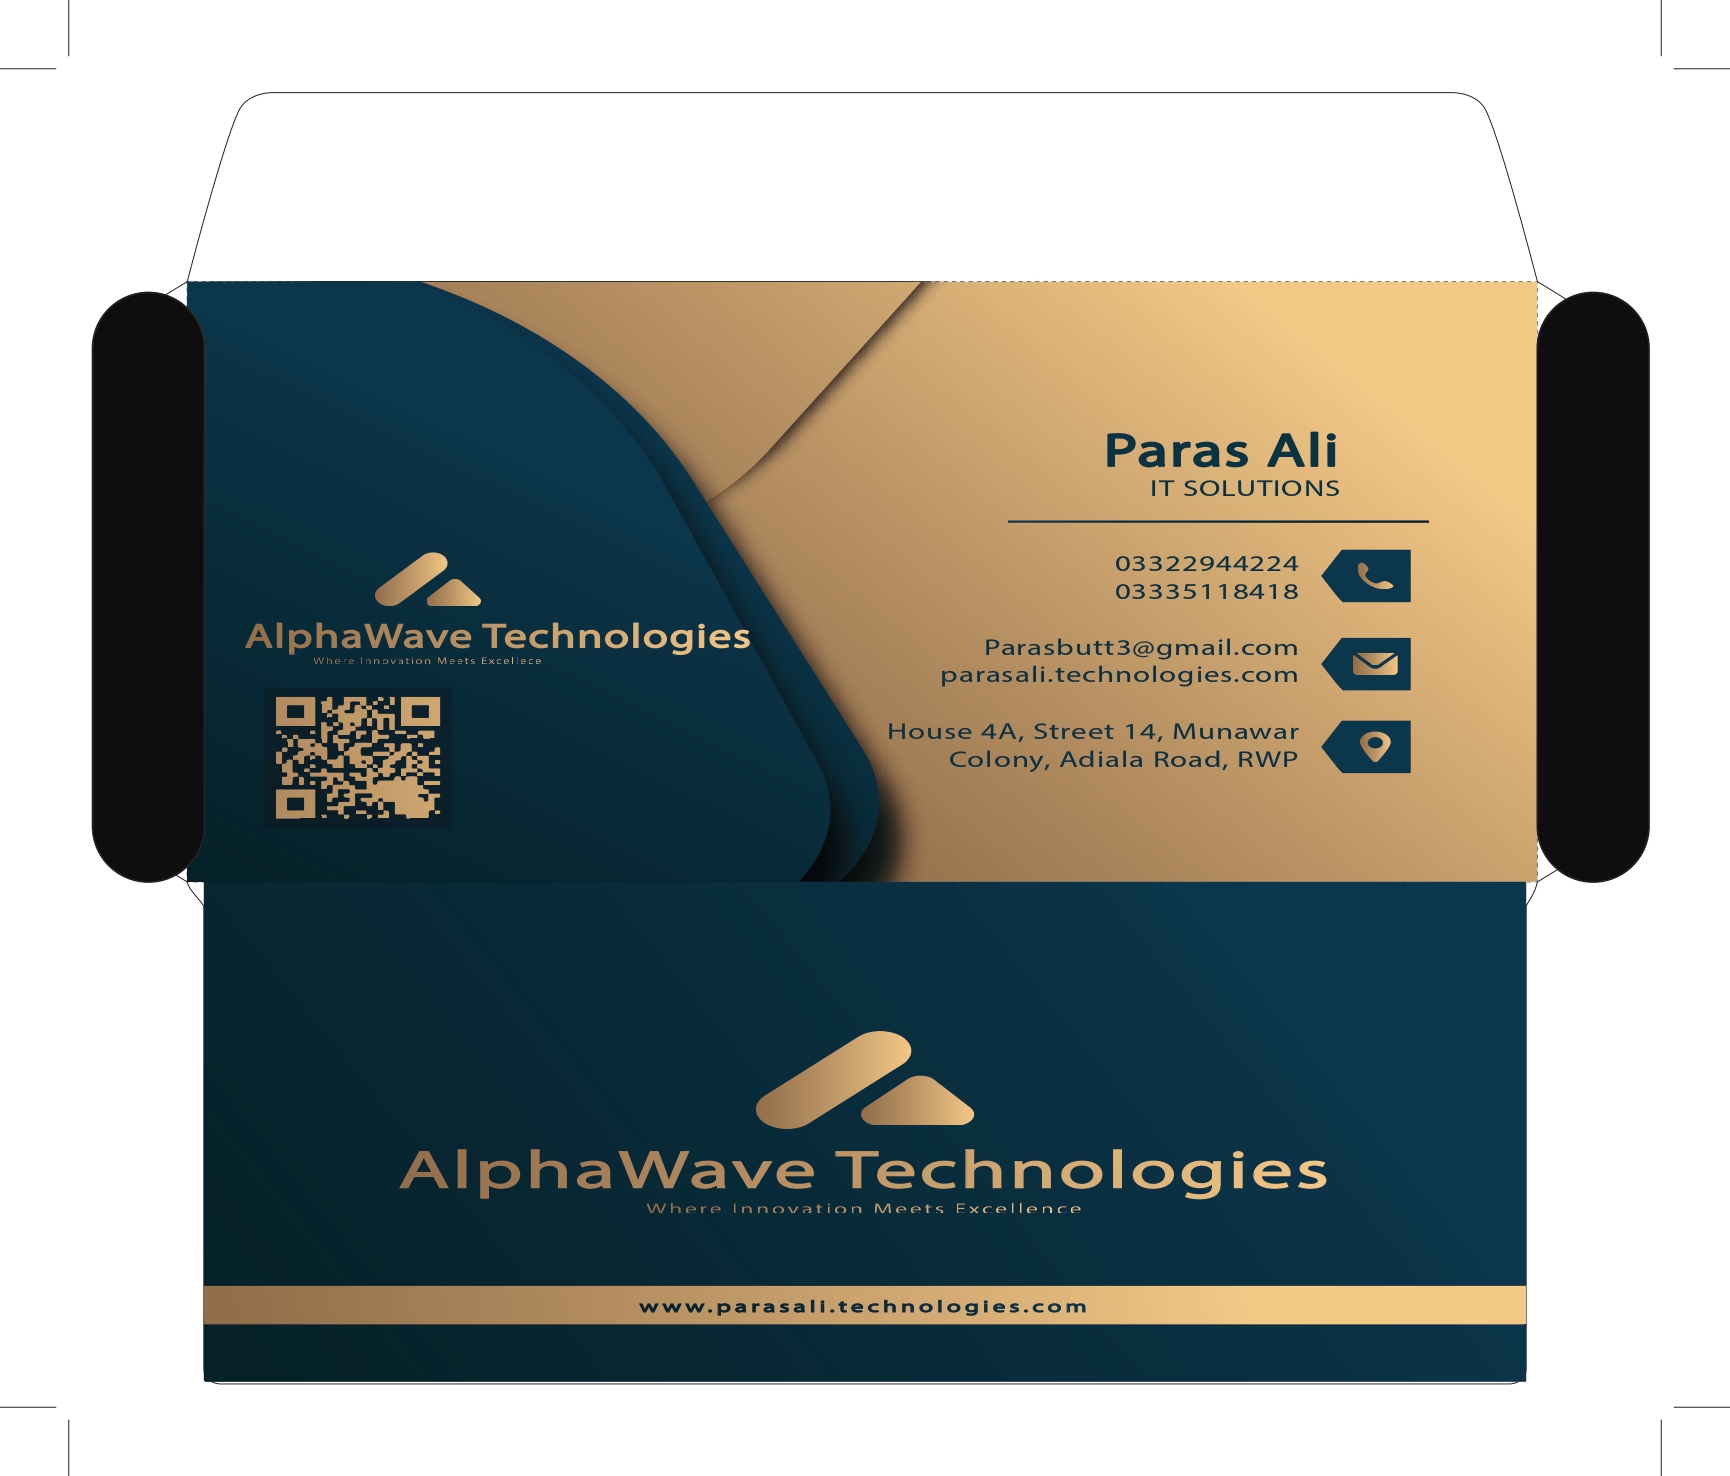 Paras Ali
IT SOLUTIONS
03322944224
03335118418
Parasbutt3@gmail.com
parasali.technologies.com
House 4A, Street 14, Munawar
Colony, Adiala Road, RWP
AlphaWave Technologies
Where Innovation Meets Excellece
AlphaWave Technologies
Where Innovation Meets Excellence
www.parasali.technologies.com